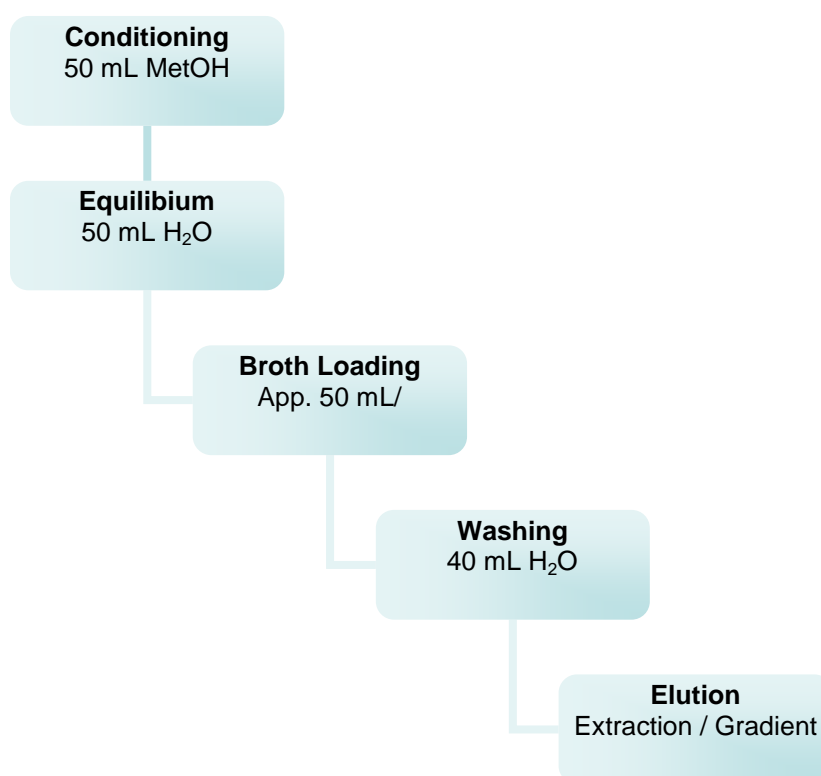 Conditioning
50 mL MetOH
Equilibium
50 mL H₂O
Broth Loading
App. 50 mL/
Washing
40 mL H₂O
Elution
Extraction / Gradient